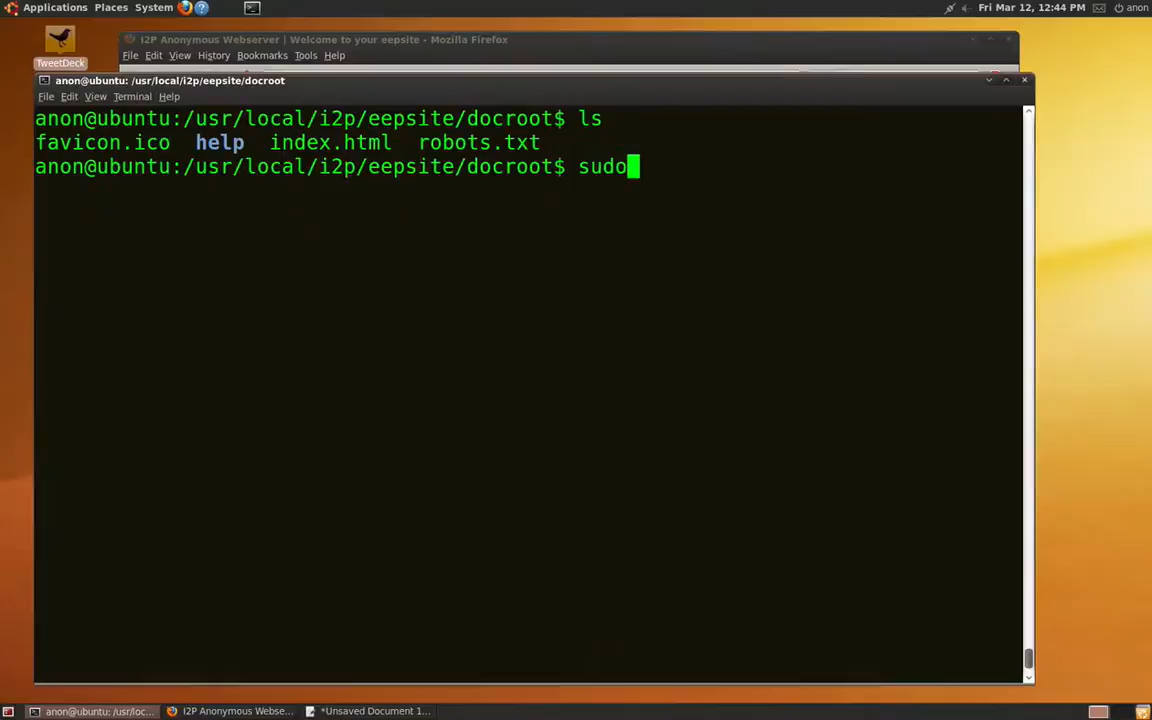 Applications Places System
Fri Mar 12, 12:44 PM anon
TweetDeck
I2P Anonymous Webserver | Welcome to your eepsite - Mozilla Firefox
File Edit View History Bookmarks Tools Help
anon@ubuntu: /usr/local/i2p/eepsite/docroot
File Edit View Terminal Help
anon@ubuntu:/usr/local/i2p/eepsite/docroot$ ls
favicon.ico help index.html robots.txt
anon@ubuntu:/usr/local/i2p/eepsite/docroot$ sudo
anon@ubuntu: /usr/loc... I2P Anonymous Webse... *Unsaved Document 1...